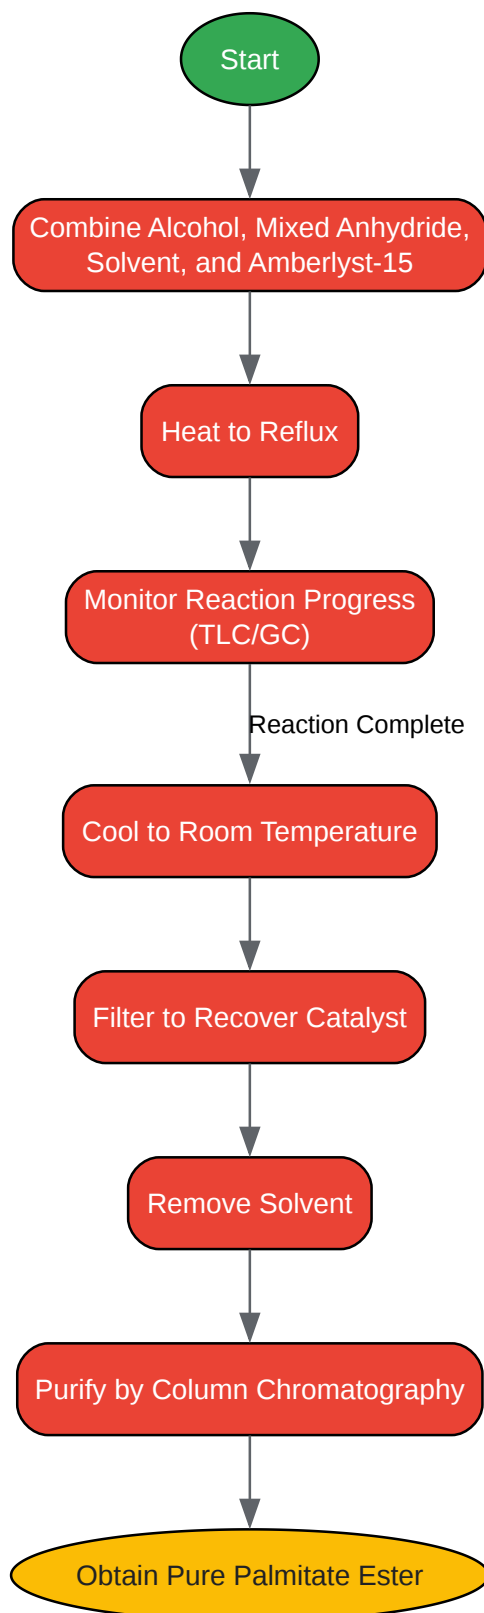 Start
Combine Alcohol, Mixed Anhydride,
Solvent, and Amberlyst-15
Heat to Reflux
Monitor Reaction Progress
(TLC/GC)
Reaction Complete
Cool to Room Temperature
Filter to Recover Catalyst
Remove Solvent
Purify by Column Chromatography
Obtain Pure Palmitate Ester